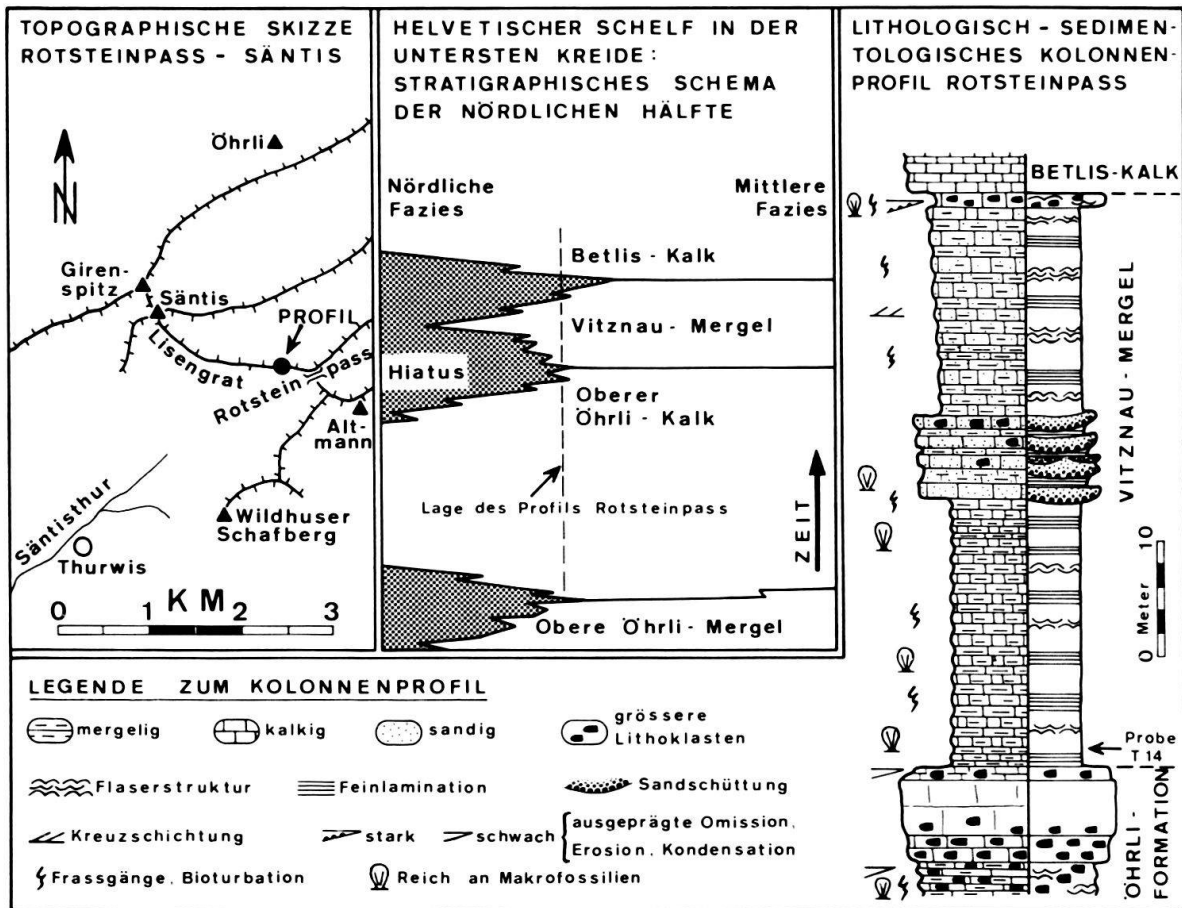 TOPOGRAPHISCHE SKIZZE
ROTSTEINPASS – SÄNTIS
Öhrli
N
Giren-
spitz
Säntis
PROFIL
Lisengrat
Rotstein pass
Alt-
mann
Säntisthur
Wildhuser
Schafberg
Thurwis
KM
0 1 2 3
HELVETISCHER SCHELF IN DER
UNTERSTEN KREIDE:
STRATIGRAPHISCHES SCHEMA
DER NÖRDLICHEN HÄLFTE
Nördliche
Fazies
Mittlere
Fazies
Betlis - Kalk
Vitznau - Mergel
Hiatus
Oberer
Öhrli - Kalk
Lage des Profils Rotsteinpass
ZEIT
Obere Öhrli - Mergel
LITHOLOGISCH – SEDIMEN-
TOLOGISCHES KOLONNEN-
PROFIL ROTSTEINPASS
BETLIS-KALK
VITZNAU - MERGEL
0 Meter 10
Probe
T 14
ÖHRLI-
FORMATION
LEGENDE ZUM KOLONNENPROFIL
mergelig kalkig sandig grössere
Lithoklasten
Flaserstruktur Feinlamination Sandschüttung
Kreuzschichtung stark schwach ausgeprägte Omission,
Erosion, Kondensation
Frassgänge, Bioturbation Reich an Makrofossilien